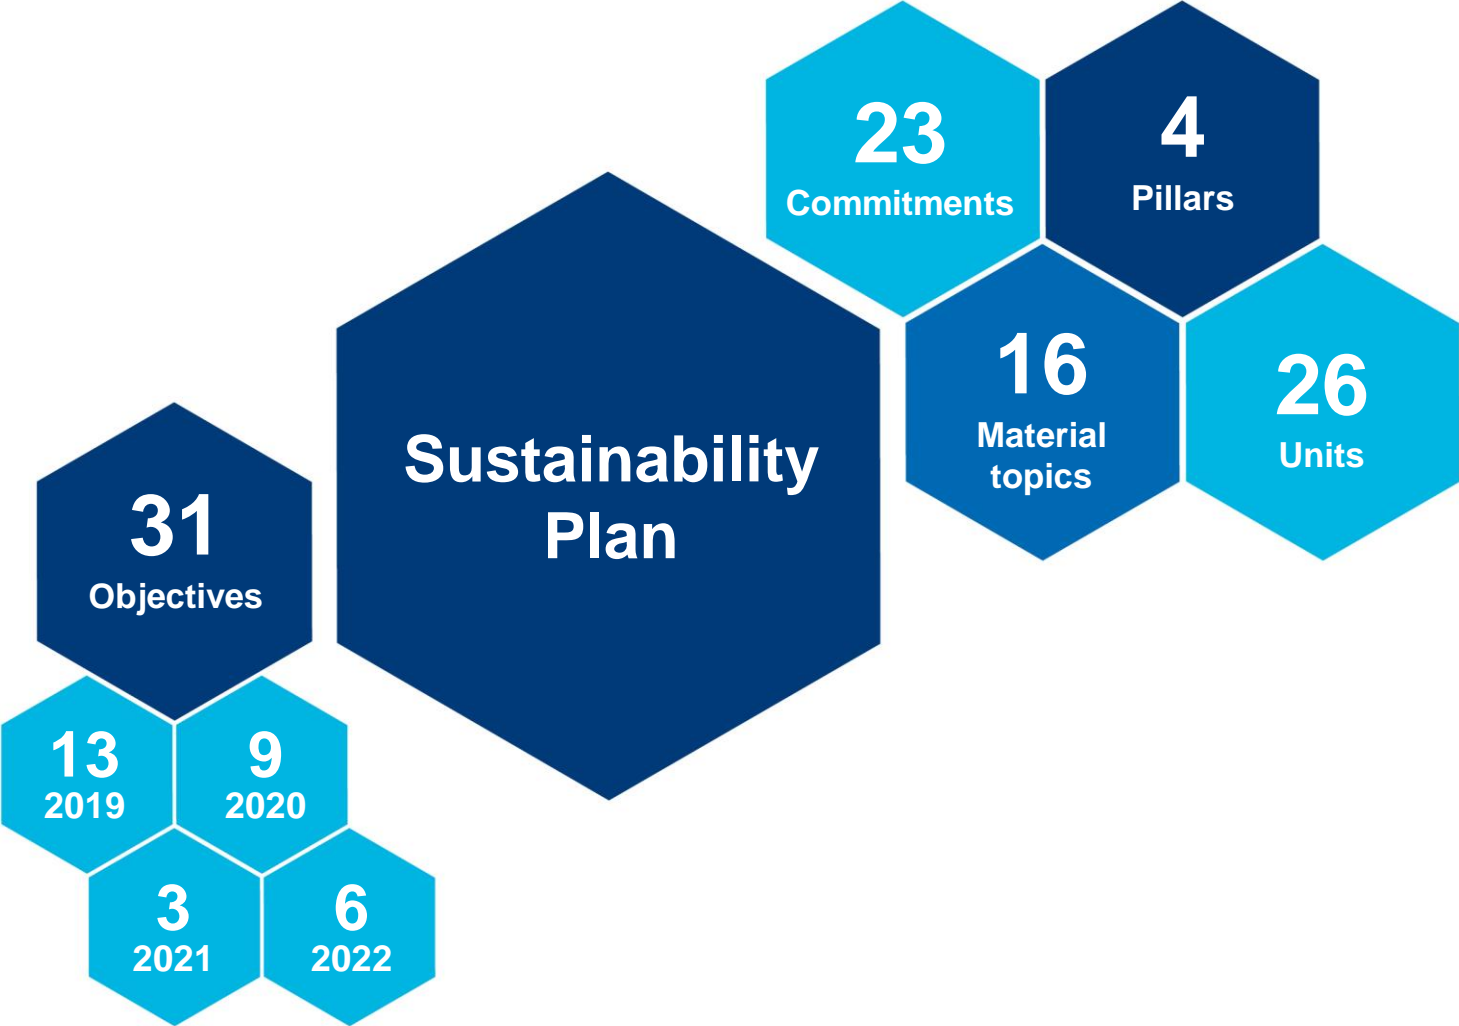 23
Commitments
4
Pillars
16
Material
topics
26
Units
Sustainability
Plan
31
Objectives
13
2019
9
2020
3
2021
6
2022